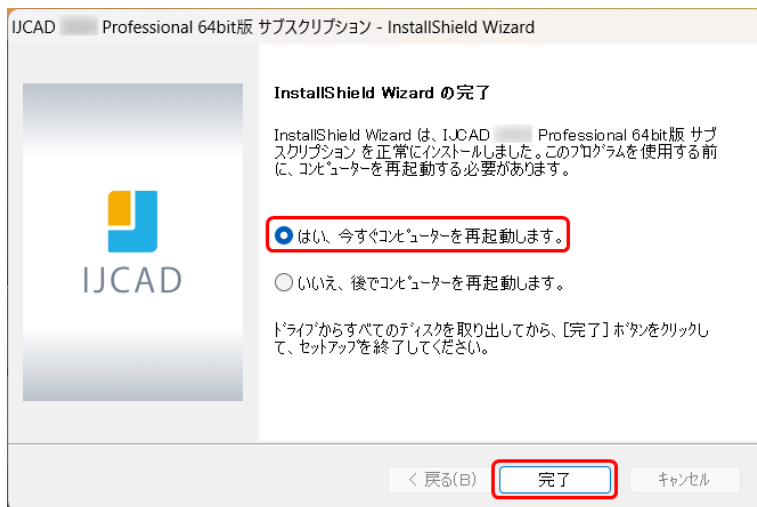 IJCAD Professional 64bit版 サブスクリプション - InstallShield Wizard
InstallShield Wizard の完了
InstallShield Wizard は、IJCAD Professional 64bit版 サブ
スクリプション を正常にインストールしました。このプログラムを使用する前
に、コンピューターを再起動する必要があります。
IJCAD
はい、今すぐコンピューターを再起動します。
いいえ、後でコンピューターを再起動します。
ドライブからすべてのディスクを取り出してから、[完了] ボタンをクリックし
て、セットアップを終了してください。
< 戻る(B)
完了
キャンセル